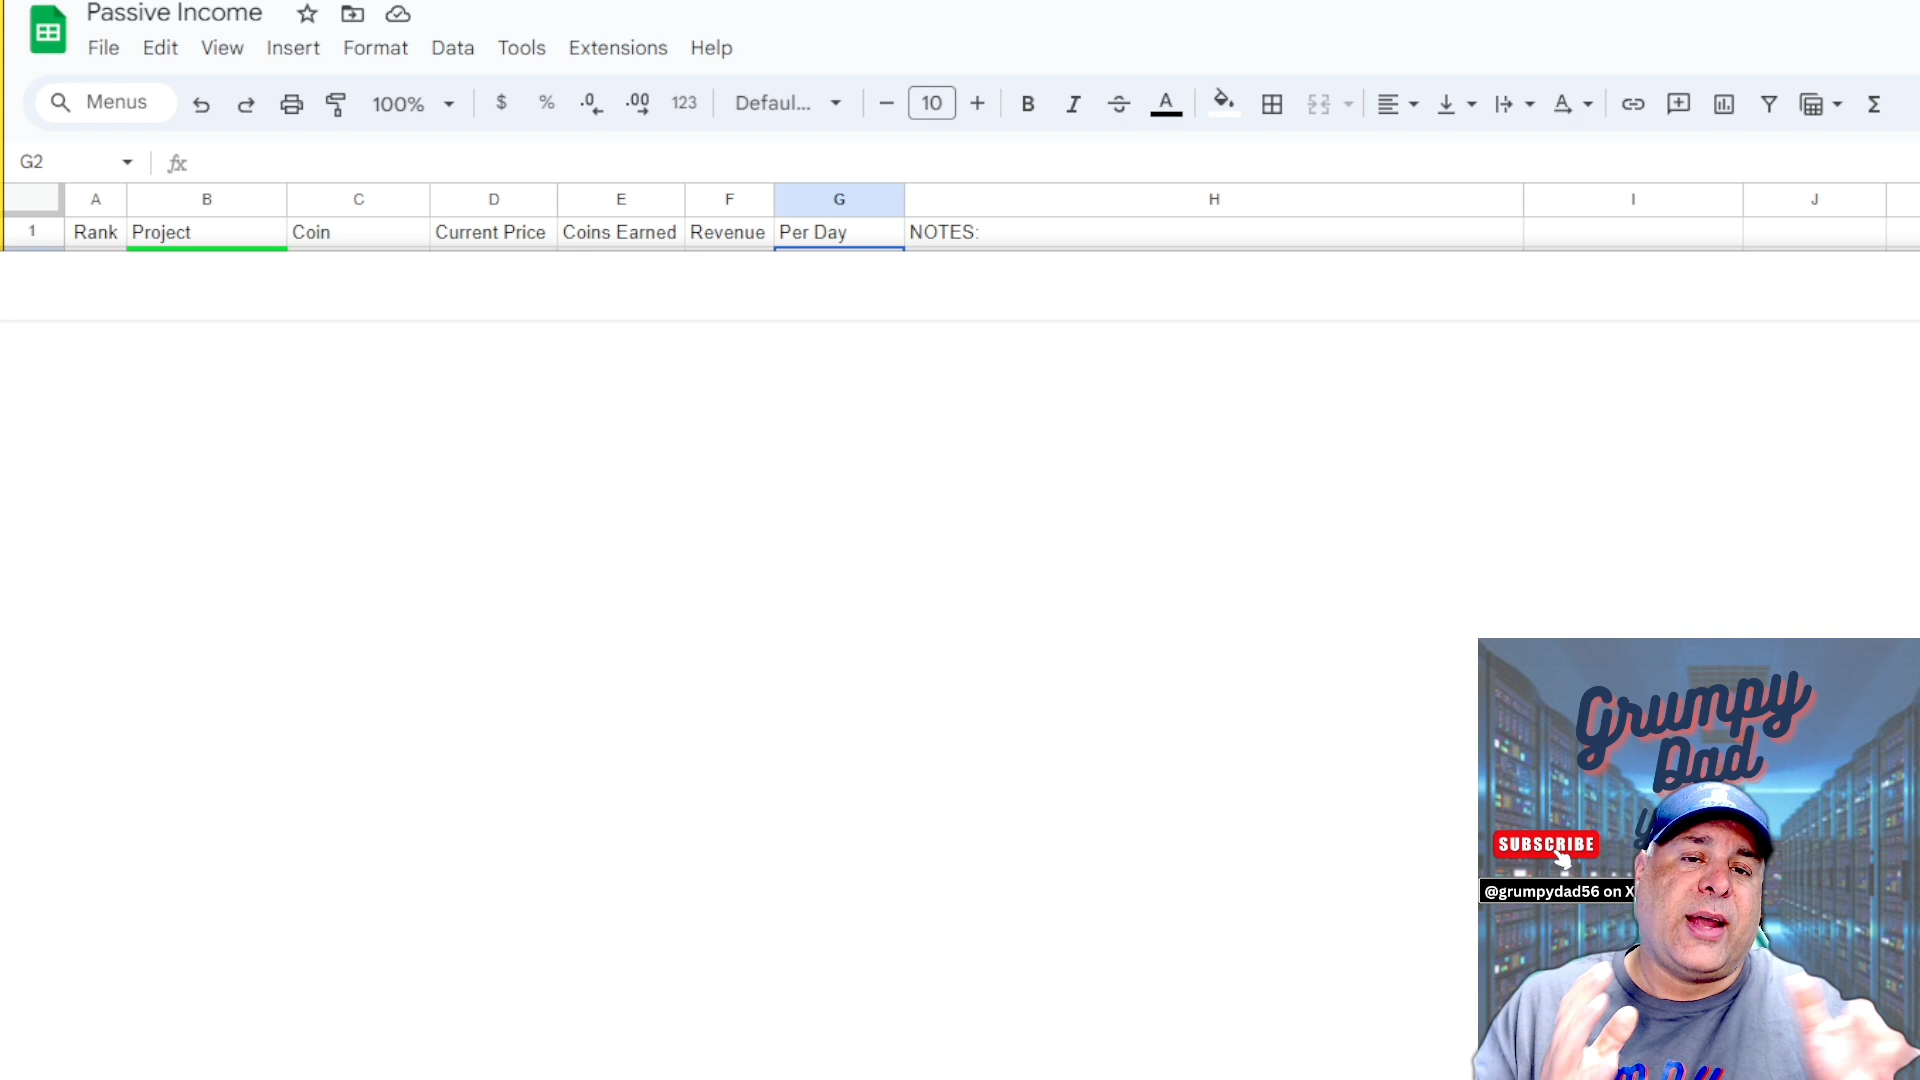 Passive Income
File Edit View Insert Format Data Tools Extensions Help
Menus 100% $ % .0 .00 123 Defaul... 10 B I A
G2 fx
A B C D E F G H I J
1 Rank Project Coin Current Price Coins Earned Revenue Per Day NOTES:
Grumpy
Dad
SUBSCRIBE
@grumpydad56 on X